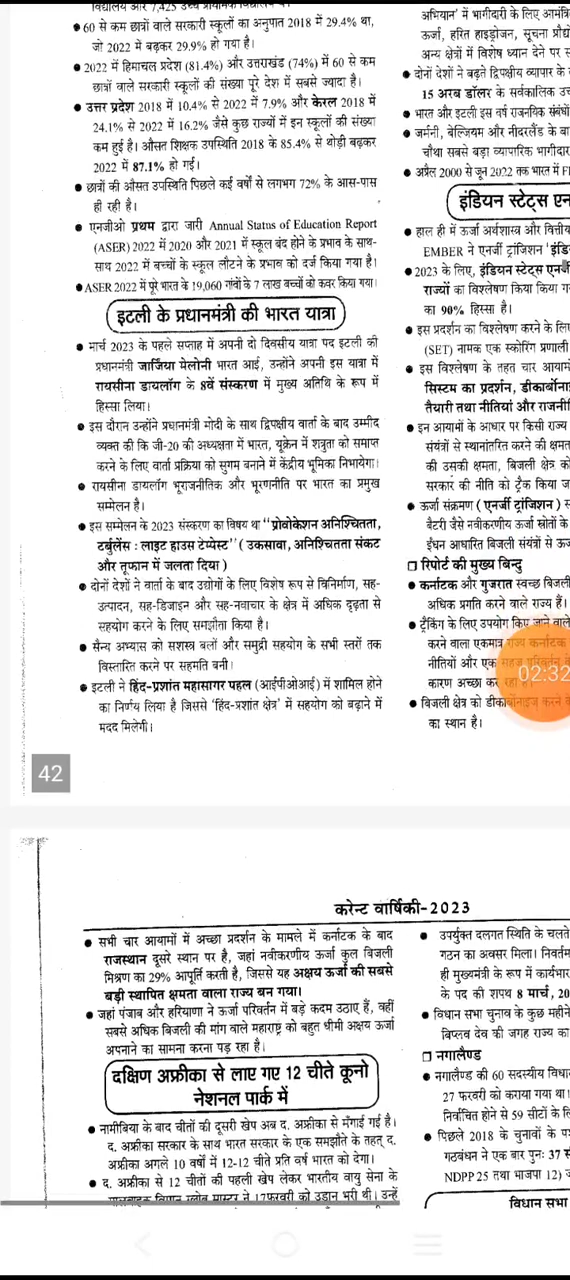 60 से कम छात्रों वाले सरकारी स्कूलों का अनुपात 2018 में 29.4% था,
जो 2022 में बढ़कर 29.9% हो गया है।
2022 में हिमाचल प्रदेश (81.4%) और उत्तराखंड (74%) में 60 से कम
छात्रों वाले सरकारी स्कूलों की संख्या पूरे देश में सबसे ज्यादा है।
उत्तर प्रदेश 2018 में 10.4% से 2022 में 7.9% और केरल 2018 में
24.1% से 2022 में 16.2% जैसे कुछ राज्यों में इन स्कूलों की संख्या
कम हुई है। औसत शिक्षक उपस्थिति 2018 के 85.4% से थोड़ी बढ़कर
2022 में 87.1% हो गई।
छात्रों की औसत उपस्थिति पिछले कई वर्षों से लगभग 72% के आस-पास
ही रही है।
एनजीओ प्रथम द्वारा जारी Annual Status of Education Report
(ASER) 2022 में 2020 और 2021 में स्कूल बंद होने के प्रभाव के साथ-
साथ 2022 में बच्चों के स्कूल लौटने के प्रभाव को दर्ज किया गया है।
ASER 2022 में पूरे भारत के 19,060 गांवों के 7 लाख बच्चों को कवर किया गया।
इटली के प्रधानमंत्री की भारत यात्रा
मार्च 2023 के पहले सप्ताह में अपनी दो दिवसीय यात्रा पद इटली की
प्रधानमंत्री जार्जिया मेलोनी भारत आई, उन्होंने अपनी इस यात्रा में
रायसीना डायलॉग के 8वें संस्करण में मुख्य अतिथि के रूप में
हिस्सा लिया।
इस दौरान उन्होंने प्रधानमंत्री मोदी के साथ द्विपक्षीय वार्ता के बाद उम्मीद
व्यक्त की कि जी-20 की अध्यक्षता में भारत, यूक्रेन में शत्रुता को समाप्त
करने के लिए वार्ता प्रक्रिया को सुगम बनाने में केंद्रीय भूमिका निभायेगा।
रायसीना डायलॉग भूराजनीतिक और भूरणनीति पर भारत का प्रमुख
सम्मेलन है।
इस सम्मेलन के 2023 संस्करण का विषय था "प्रोवोकेशन अनिश्चितता,
टर्बुलेंस : लाइट हाउस टेम्पेस्ट" ( उकसावा, अनिश्चितता संकट
और तूफान में जलता दिया )
दोनों देशों ने वार्ता के बाद उद्योगों के लिए विशेष रूप से विनिर्माण, सह-
उत्पादन, सह-डिजाइन और सह-नवाचार के क्षेत्र में अधिक दृढ़ता से
सहयोग करने के लिए समझौता किया है।
सैन्य अभ्यास को सशस्त्र बलों और समुद्री सहयोग के सभी स्तरों तक
विस्तारित करने पर सहमति बनी।
इटली ने हिंद-प्रशांत महासागर पहल (आईपीओआई) में शामिल होने
का निर्णय लिया है जिससे 'हिंद-प्रशांत क्षेत्र' में सहयोग को बढ़ाने में
मदद मिलेगी।
अभियान' में भागीदारी के लिए
ऊर्जा, हरित हाइड्रोजन, सूचना
अन्य क्षेत्रों में विशेष ध्यान देने पर
दोनों देशों ने बढ़ते द्विपक्षीय व्यापार के
15 अरब डॉलर के सर्वकालिक
भारत और इटली इस वर्ष राजनयिक
जर्मनी, बेल्जियम और नीदरलैंड के
चौथा सबसे बड़ा व्यापारिक भागीदार
अप्रैल 2000 से जून 2022 तक भारत में
इंडियन स्टेट्स
हाल ही में ऊर्जा अर्थशास्त्र और वित्तीय
EMBER ने एनर्जी ट्रांजिशन
2023 के लिए, इंडियन स्टेट्स एनर्जी
राज्यों का विश्लेषण किया
का 90% हिस्सा है।
इस प्रदर्शन का विश्लेषण करने के
(SET) नामक एक स्कोरिंग प्रणाली
इस विश्लेषण के तहत चार
सिस्टम का प्रदर्शन,
तैयारी तथा नीतियां और
इन आयामों के आधार पर किसी राज्य
संयंत्रों से स्थानांतरित करने की
की उसकी क्षमता, बिजली क्षेत्र को
सरकार की नीति को ट्रैक किया
ऊर्जा संक्रमण ( एनर्जी ट्रांजिशन )
बैटरी जैसे नवीकरणीय ऊर्जा स्रोतों के
ईंधन आधारित बिजली संयंत्रों से
रिपोर्ट की मुख्य बिन्दु
कर्नाटक और गुजरात स्वच्छ बिजली
अधिक प्रगति करने वाले राज्य हैं।
ट्रैकिंग के लिए उपयोग किए जाने वाले
करने वाला एकमात्र राज्य कर्नाटक
नीतियों और एक
कारण अच्छा कर रहा है।
02:32
बिजली क्षेत्र को डीकार्बोनाइज करने
का स्थान है।
42
करेन्ट वार्षिकी-2023
सभी चार आयामों में अच्छा प्रदर्शन के मामले में कर्नाटक के बाद
राजस्थान दूसरे स्थान पर है, जहां नवीकरणीय ऊर्जा कुल बिजली
मिश्रण का 29% आपूर्ति करती है, जिससे यह अक्षय ऊर्जा की सबसे
बड़ी स्थापित क्षमता वाला राज्य बन गया।
जहां पंजाब और हरियाणा ने ऊर्जा परिवर्तन में बड़े कदम उठाए हैं, वहीं
सबसे अधिक बिजली की मांग वाले महाराष्ट्र को बहुत धीमी अक्षय ऊर्जा
अपनाने का सामना करना पड़ रहा है।
दक्षिण अफ्रीका से लाए गए 12 चीते कूनो
नेशनल पार्क में
नामीबिया के बाद चीतों की दूसरी खेप अब द. अफ्रीका से मँगाई गई है।
द. अफ्रीका सरकार के साथ भारत सरकार के एक समझौते के तहत् द.
अफ्रीका अगले 10 वर्षों में 12-12 चीते प्रति वर्ष भारत को देगा।
द. अफ्रीका से 12 चीतों की पहली खेप लेकर भारतीय वायु सेना के
विमान ग्लोब मास्टर ने 17फरवरी को उड़ान भरी थी। उन्हें
उपर्युक्त दलगत स्थिति के चलते
गठन का अवसर मिला।
ही मुख्यमंत्री के रूप में कार्यभार
के पद की शपथ 8 मार्च,
विधान सभा चुनाव के कुछ महीने
बिप्लव देव की जगह राज्य का
नगालैण्ड
नगालैण्ड की 60 सदस्यीय
27 फरवरी को कराया गया था।
निर्वाचित होने से 59 सीटों के
पिछले 2018 के चुनावों के
गठबंधन ने एक बार पुनः 37
NDPP 25 तथा भाजपा 12)
विधान सभा